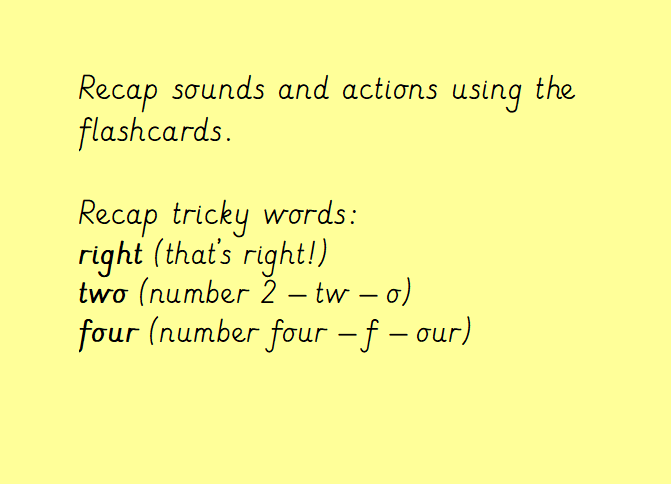 Recap sounds and actions using the
flashcards.
Recap tricky words:
right (that's right!)
two (number 2 – tw – o)
four (number four – f – our)